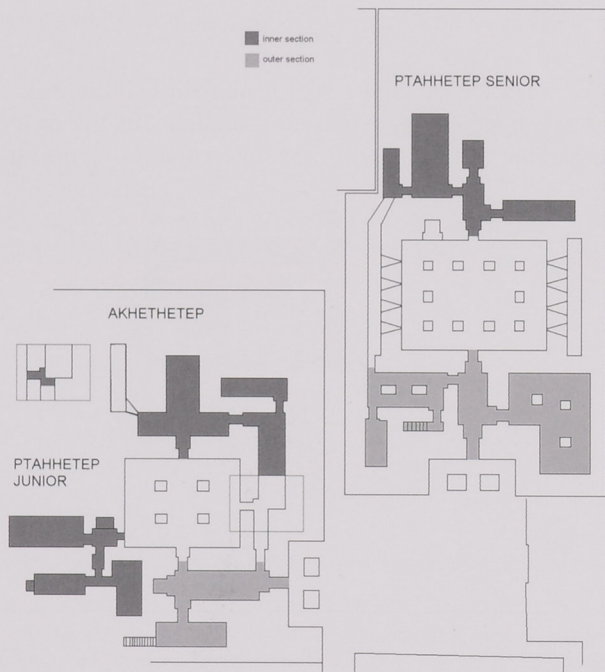 inner section
outer section
PTAHHETEP SENIOR
AKHETHETEP
PTAHHETEP
JUNIOR